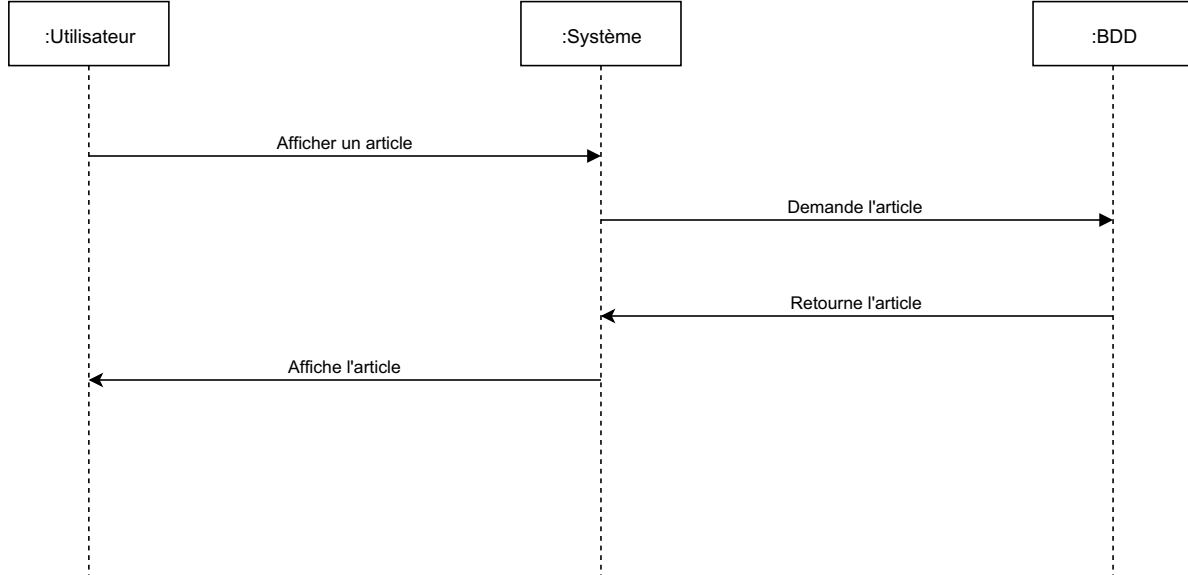 :Utilisateur
:Système
:BDD
Afficher un article
Demande l'article
Retourne l'article
Affiche l'article